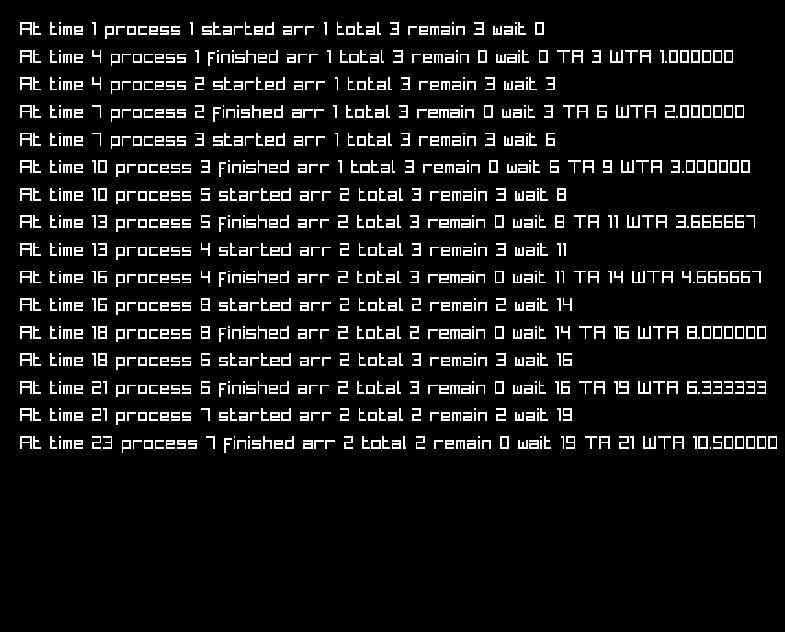 At time 1 process 1 started arr 1 total 3 remain 3 wait 0
At time 4 process 1 finished arr 1 total 3 remain 0 wait 0 TA 3 WTA 1.000000
At time 4 process 2 started arr 1 total 3 remain 3 wait 3
At time 7 process 2 finished arr 1 total 3 remain 0 wait 3 TA 6 WTA 2.000000
At time 7 process 3 started arr 1 total 3 remain 3 wait 6
At time 10 process 3 finished arr 1 total 3 remain 0 wait 6 TA 9 WTA 3.000000
At time 10 process 5 started arr 2 total 3 remain 3 wait 8
At time 13 process 5 finished arr 2 total 3 remain 0 wait 8 TA 11 WTA 3.666667
At time 13 process 4 started arr 2 total 3 remain 3 wait 11
At time 16 process 4 finished arr 2 total 3 remain 0 wait 11 TA 14 WTA 4.666667
At time 16 process 8 started arr 2 total 2 remain 2 wait 14
At time 18 process 8 finished arr 2 total 2 remain 0 wait 14 TA 16 WTA 8.000000
At time 18 process 6 started arr 2 total 3 remain 3 wait 16
At time 21 process 6 finished arr 2 total 3 remain 0 wait 16 TA 19 WTA 6.333333
At time 21 process 7 started arr 2 total 2 remain 2 wait 19
At time 23 process 7 finished arr 2 total 2 remain 0 wait 19 TA 21 WTA 10.500000